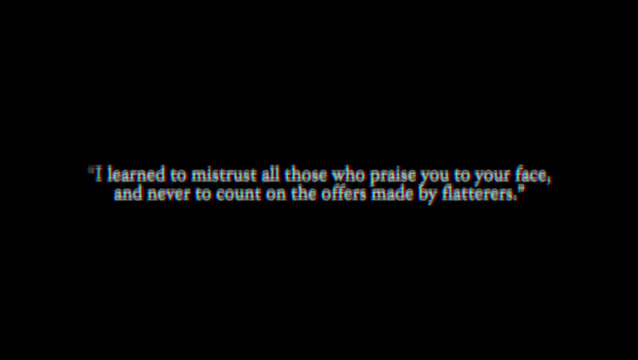 "I learned to mistrust all those who praise you to your face,
and never to count on the offers made by flatterers."